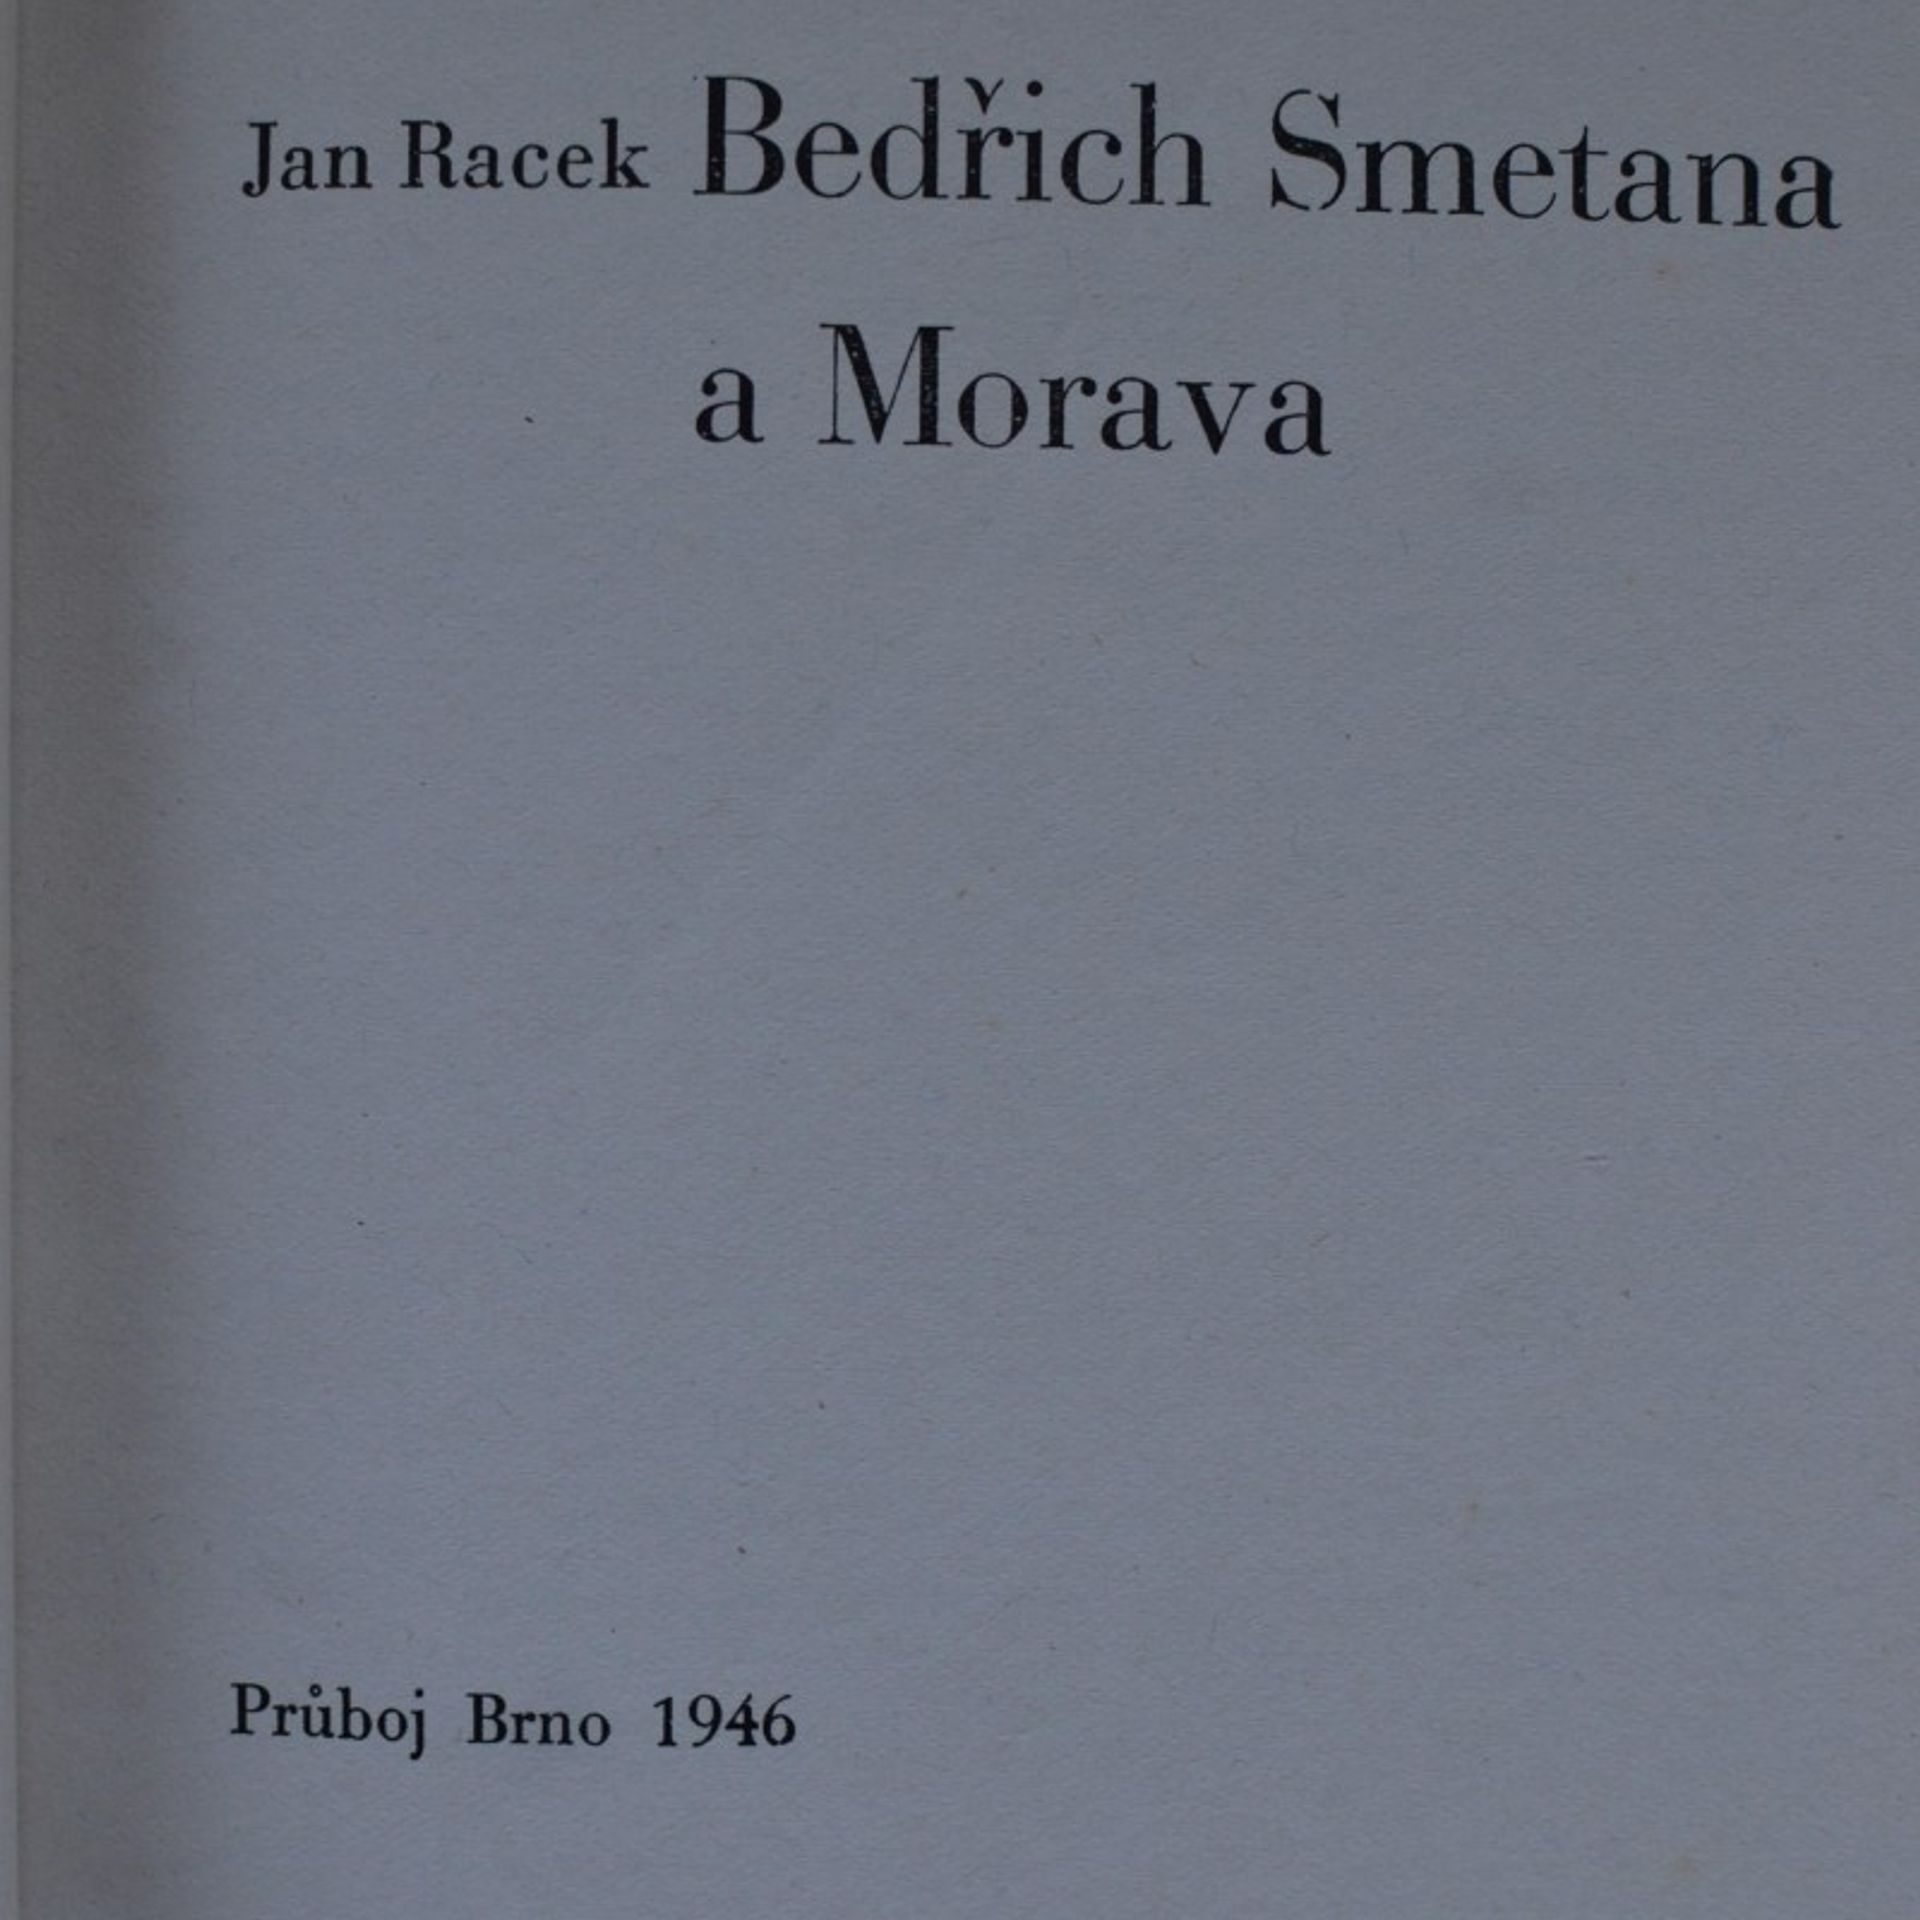 Jan Racek Bedřich Smetana
a Morava
Průboj Brno 1946